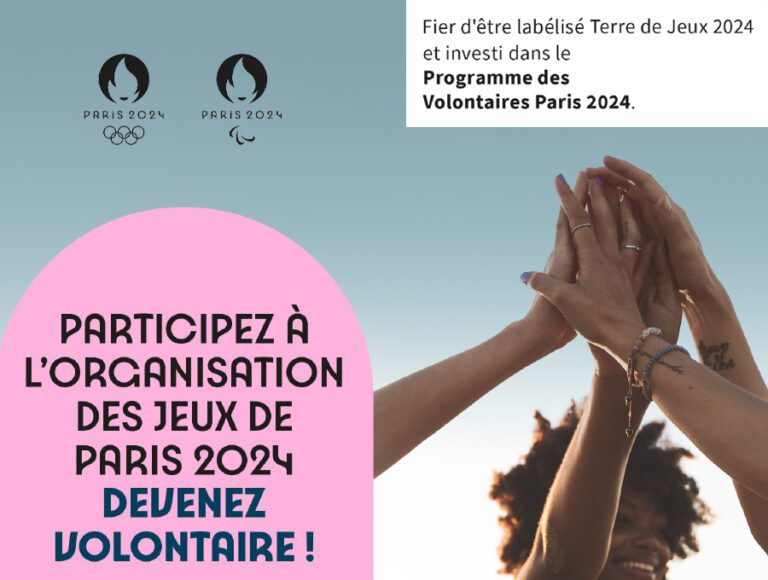 PARIS 2024
PARIS 2024
Fier d'être labélisé Terre de Jeux 2024
et investi dans le
Programme des
Volontaires Paris 2024.
PARTICIPEZ À
L'ORGANISATION
DES JEUX DE
PARIS 2024
DEVENEZ
VOLONTAIRE !